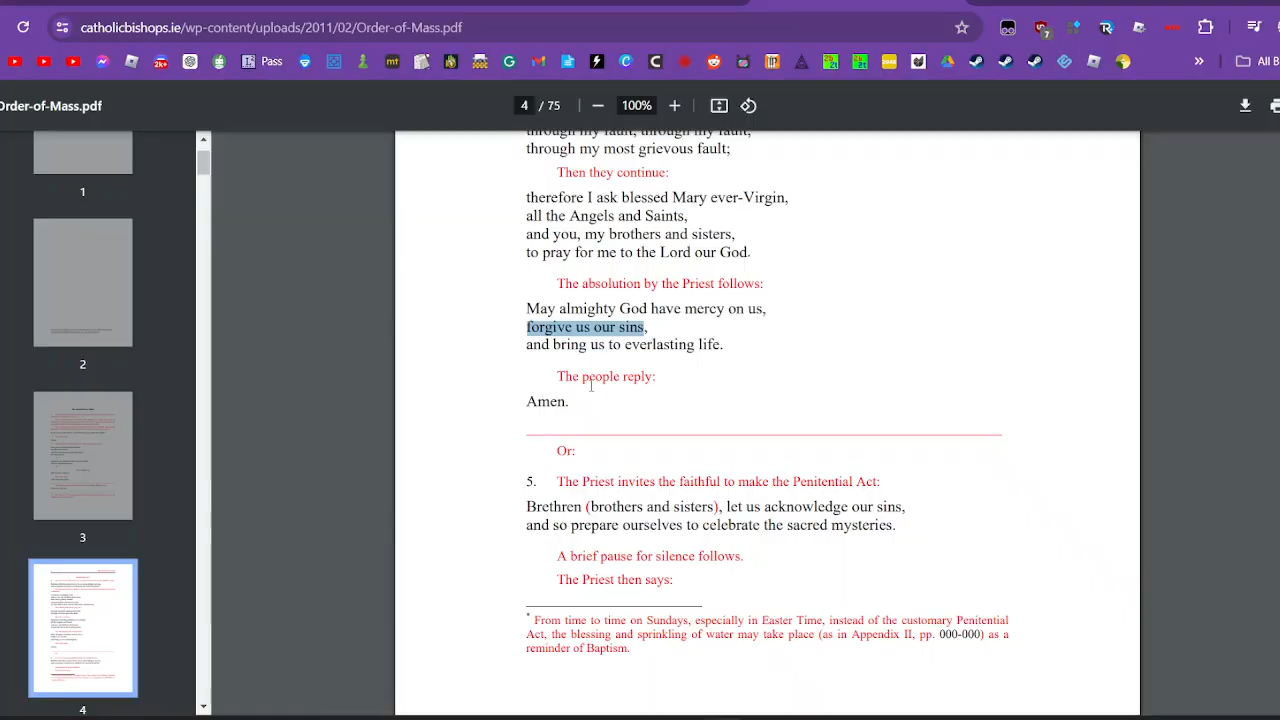 catholicbishops.ie/wp-content/uploads/2011/02/Order-of-Mass.pdf
7
2k+
Pass
mt
All B
Order-of-Mass.pdf
4 / 75
100%
1
2
3
4
through my fault, through my fault,
through my most grievous fault;
Then they continue:
therefore I ask blessed Mary ever-Virgin,
all the Angels and Saints,
and you, my brothers and sisters,
to pray for me to the Lord our God.
The absolution by the Priest follows:
May almighty God have mercy on us,
forgive us our sins,
and bring us to everlasting life.
The people reply:
Amen.
Or:
5. The Priest invites the faithful to make the Penitential Act:
Brethren (brothers and sisters), let us acknowledge our sins,
and so prepare ourselves to celebrate the sacred mysteries.
A brief pause for silence follows.
The Priest then says:
* From time to time on Sundays, especially in Easter Time, instead of the customary Penitential
Act, the blessing and sprinkling of water may take place (as in Appendix II, pp. 000-000) as a
reminder of Baptism.